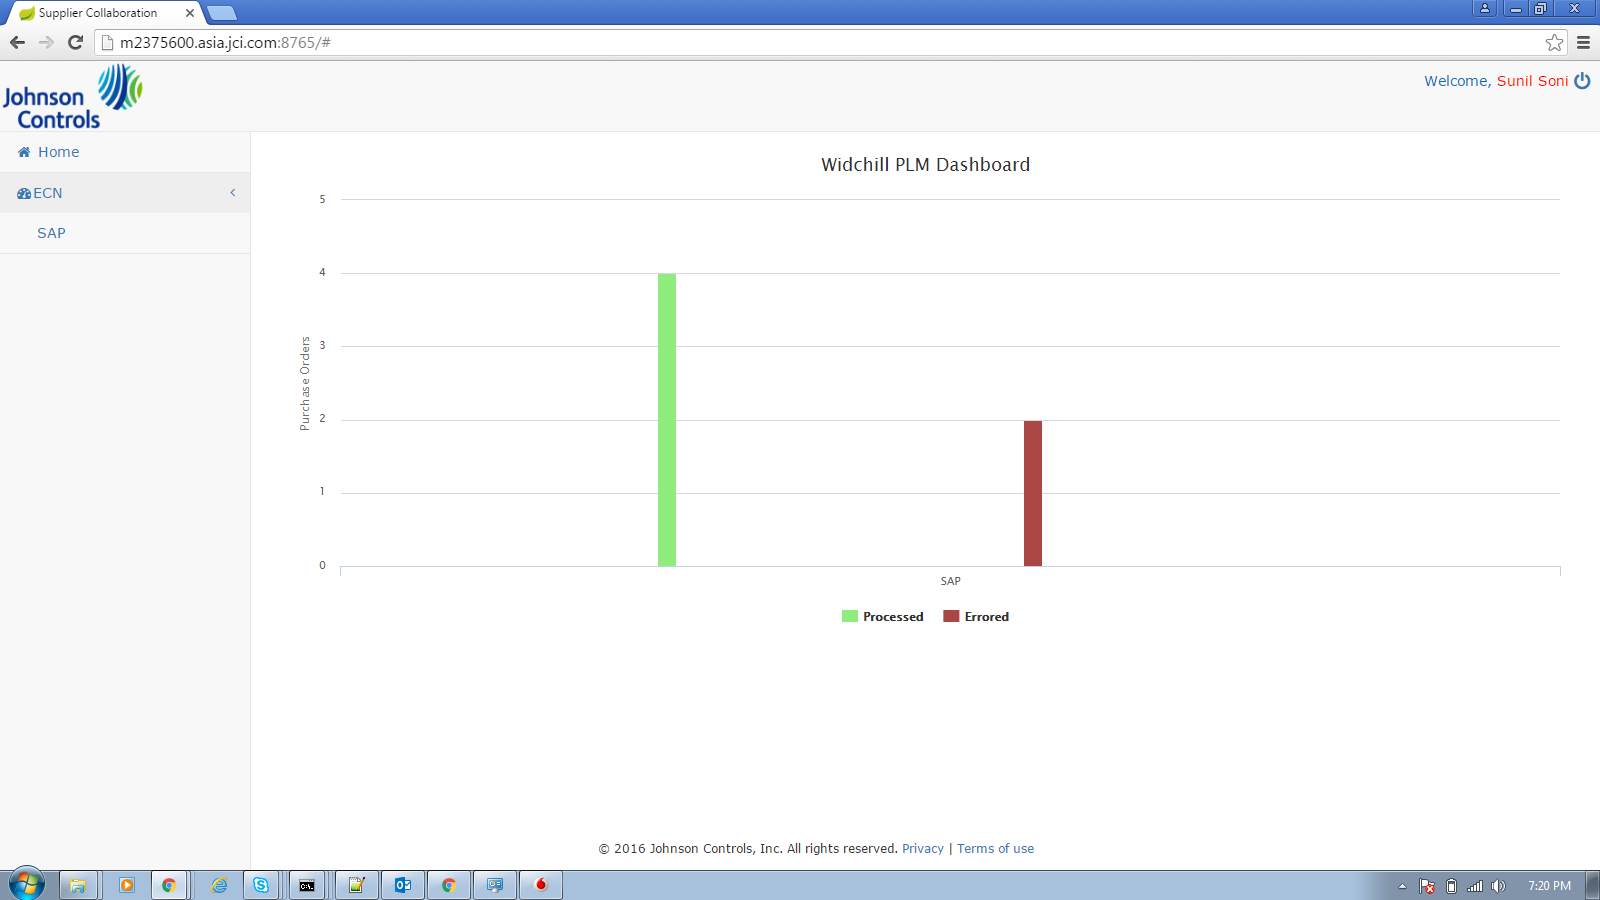 Supplier Collaboration
m2375600.asia.jci.com:8765/#
Johnson
Controls
Welcome, Sunil Soni
Home
ECN
SAP
Widchill PLM Dashboard
Purchase Orders
5
4
3
2
1
0
SAP
Processed
Errored
© 2016 Johnson Controls, Inc. All rights reserved. Privacy | Terms of use
7:20 PM